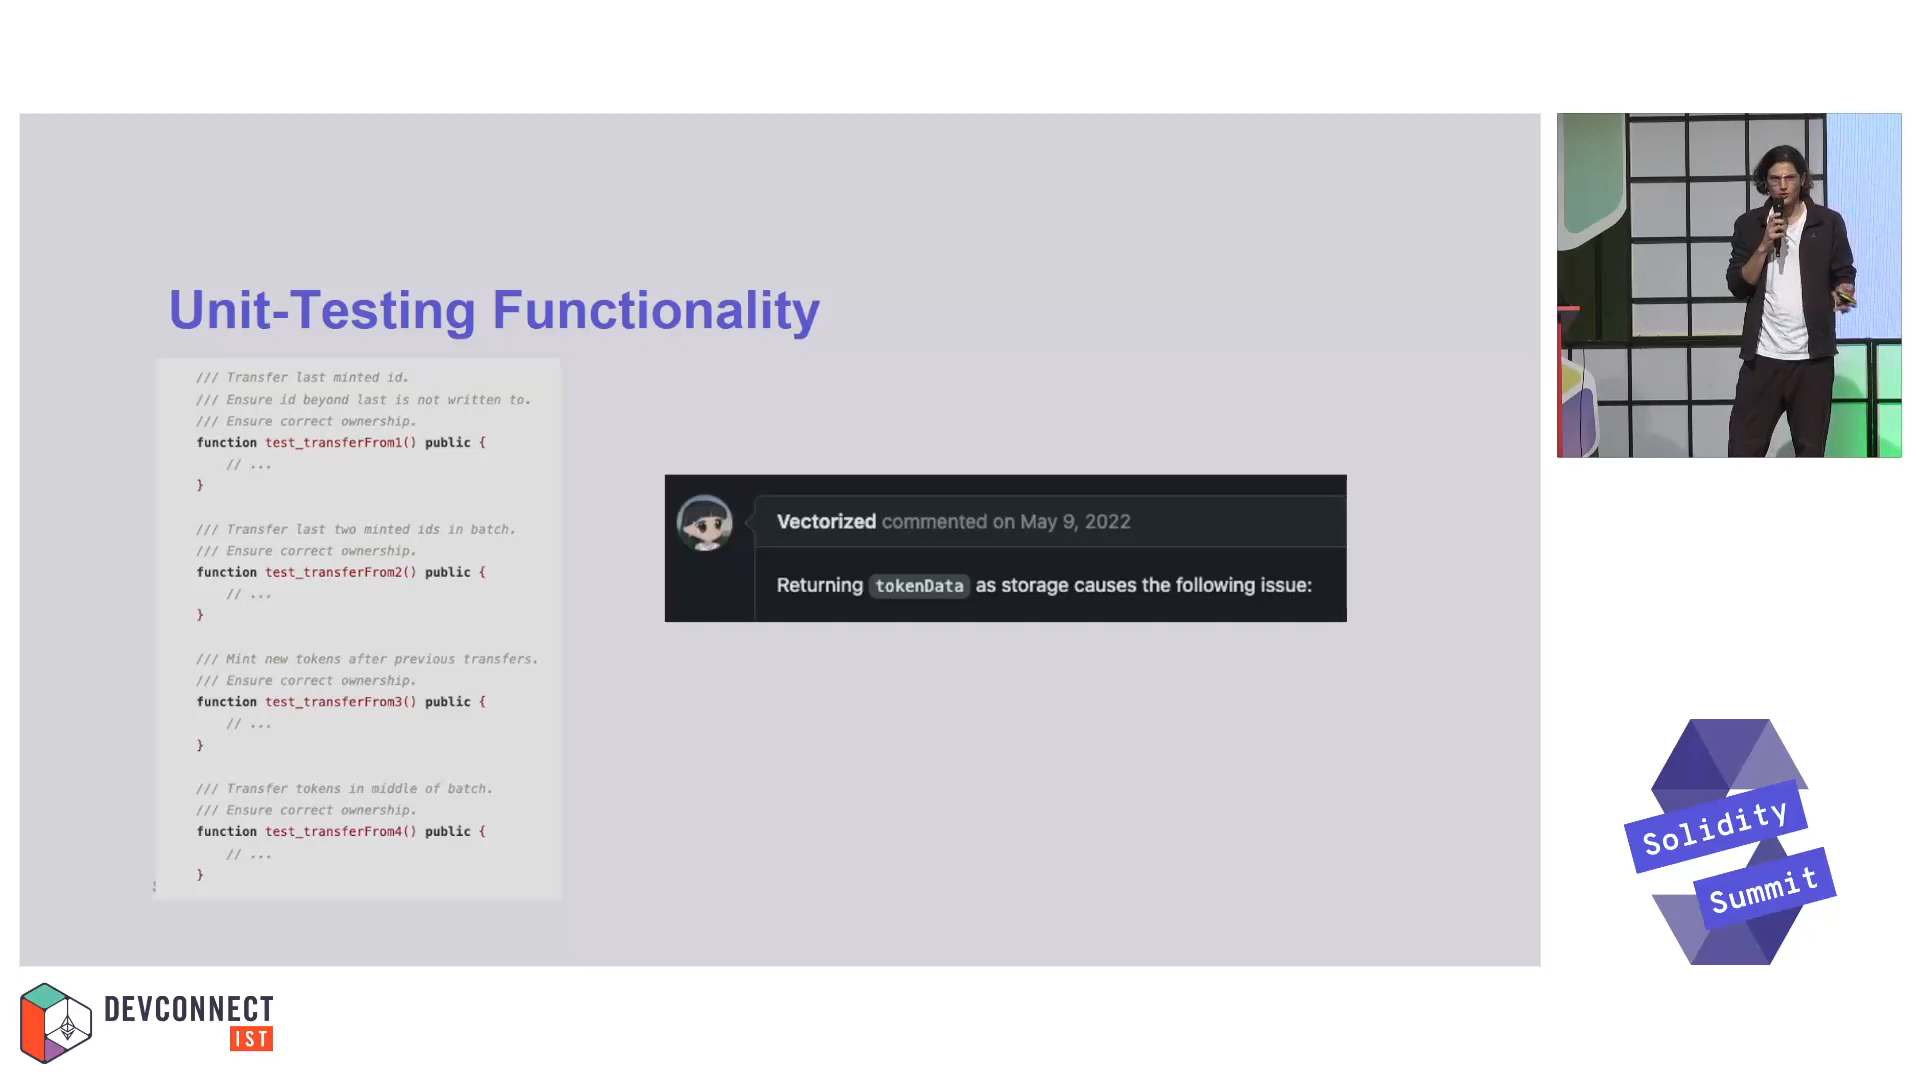 Unit-Testing Functionality
/// Transfer last minted id.
/// Ensure id beyond last is not written to.
/// Ensure correct ownership.
function test_transferFrom1() public {
// ...
}
/// Transfer last two minted ids in batch.
/// Ensure correct ownership.
function test_transferFrom2() public {
// ...
}
/// Mint new tokens after previous transfers.
/// Ensure correct ownership.
function test_transferFrom3() public {
// ...
}
/// Transfer tokens in middle of batch.
/// Ensure correct ownership.
function test_transferFrom4() public {
// ...
}
Vectorized commented on May 9, 2022
Returning tokenData as storage causes the following issue:
Solidity
Summit
DEVCONNECT
IST